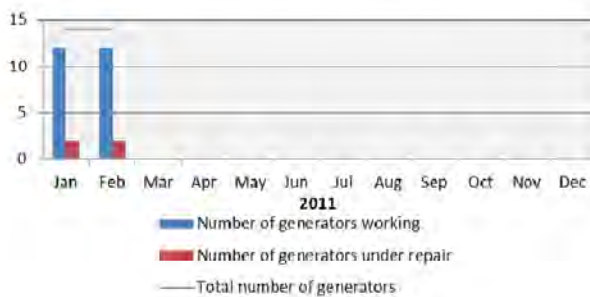 15
10
5
0
Jan Feb Mar Apr May Jun Jul Aug Sep Oct Nov Dec
2011
Number of generators working
Number of generators under repair
Total number of generators